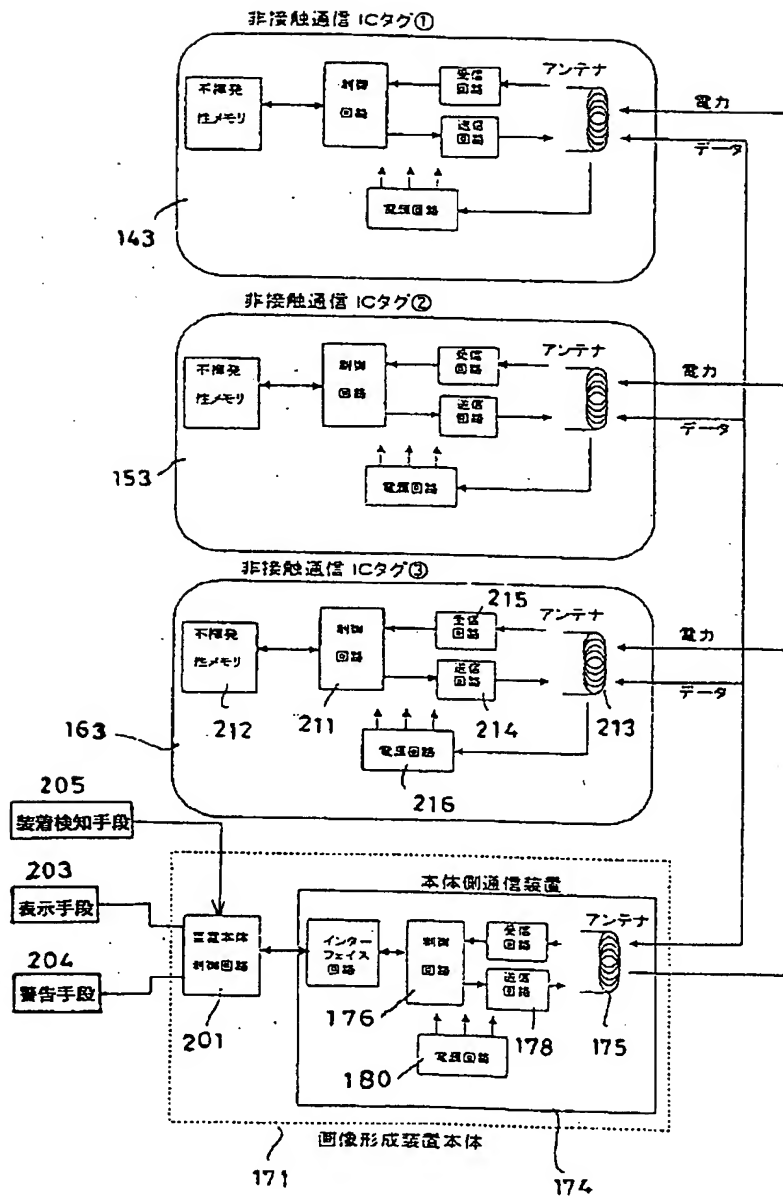 非接触通信 ICタグ①
不揮発
性メモリ
制御
回路
受信
回路
送信
回路
アンテナ
電力
データ
電源回路
143
非接触通信 ICタグ②
不揮発
性メモリ
制御
回路
受信
回路
送信
回路
アンテナ
電力
データ
電源回路
153
非接触通信 ICタグ③
不揮発
性メモリ
212
制御
回路
211
215
受信
回路
送信
回路
214
アンテナ
213
電力
データ
電源回路
216
163
205
装着検知手段
203
表示手段
204
警告手段
装置本体
制御回路
201
本体側通信装置
インター
フェイス
回路
制御
回路
176
受信
回路
送信
回路
178
アンテナ
175
電源回路
180
画像形成装置本体
171
174